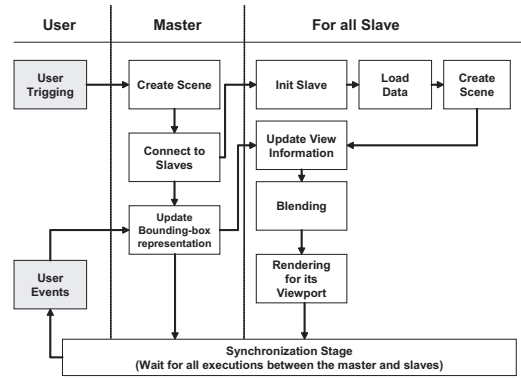 User
Master
For all Slave
User
Trigging
Create Scene
Init Slave
Load
Data
Create
Scene
Connect to
Slaves
Update View
Information
Update
Bounding-box
representation
Blending
User
Events
Rendering
for its
Viewport
Synchronization Stage
(Wait for all executions between the master and slaves)